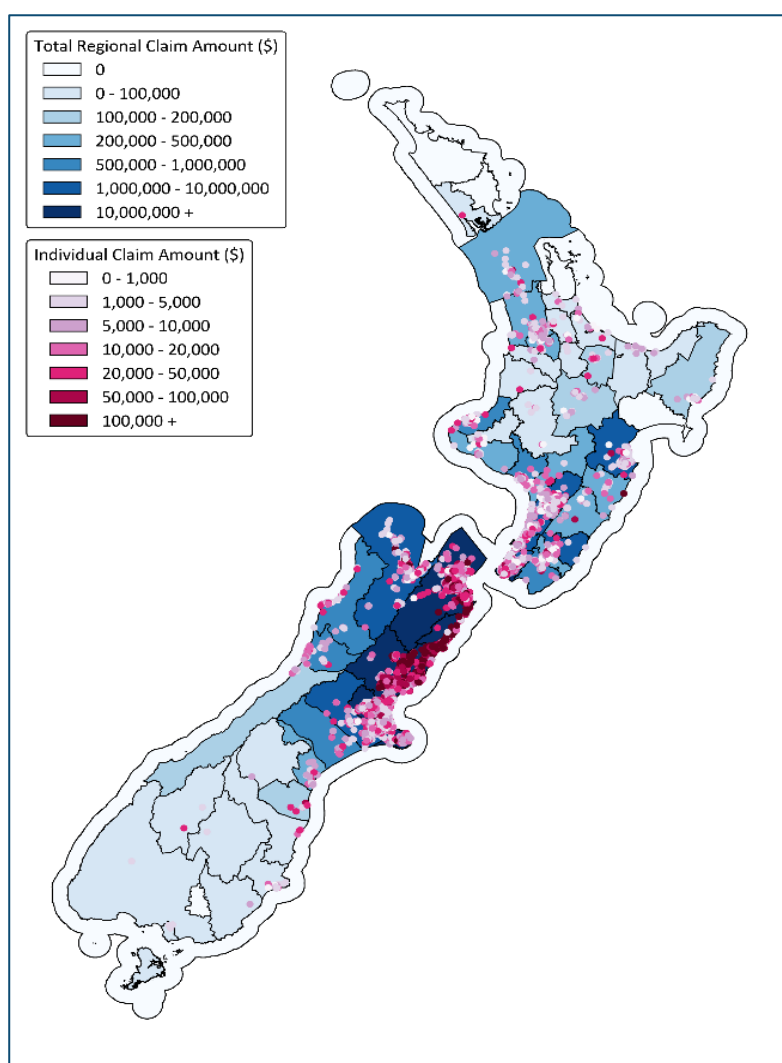 Total Regional Claim Amount ($)
0
0 - 100,000
100,000 - 200,000
200,000 - 500,000
500,000 - 1,000,000
1,000,000 - 10,000,000
10,000,000 +
Individual Claim Amount ($)
0 - 1,000
1,000 - 5,000
5,000 - 10,000
10,000 - 20,000
20,000 - 50,000
50,000 - 100,000
100,000 +